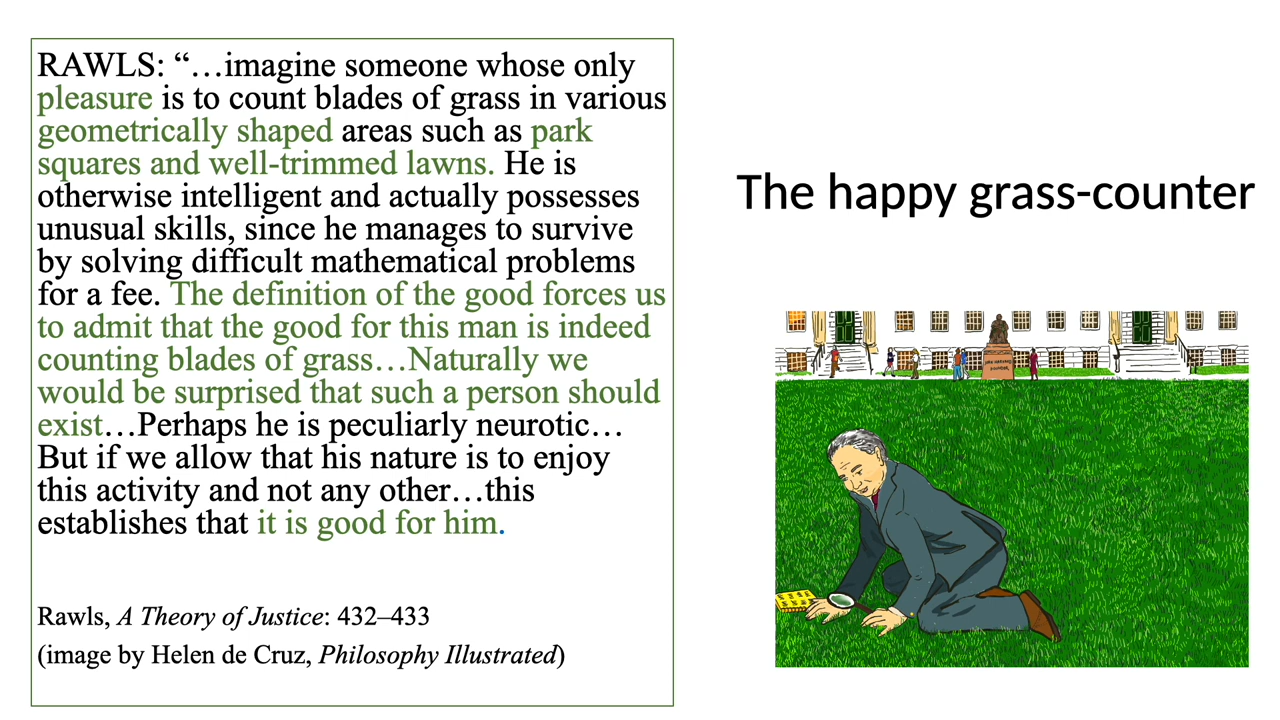 RAWLS: “…imagine someone whose only
pleasure is to count blades of grass in various
geometrically shaped areas such as park
squares and well-trimmed lawns. He is
otherwise intelligent and actually possesses
unusual skills, since he manages to survive
by solving difficult mathematical problems
for a fee. The definition of the good forces us
to admit that the good for this man is indeed
counting blades of grass…Naturally we
would be surprised that such a person should
exist…Perhaps he is peculiarly neurotic…
But if we allow that his nature is to enjoy
this activity and not any other…this
establishes that it is good for him.
Rawls, A Theory of Justice: 432–433
(image by Helen de Cruz, Philosophy Illustrated)
The happy grass-counter